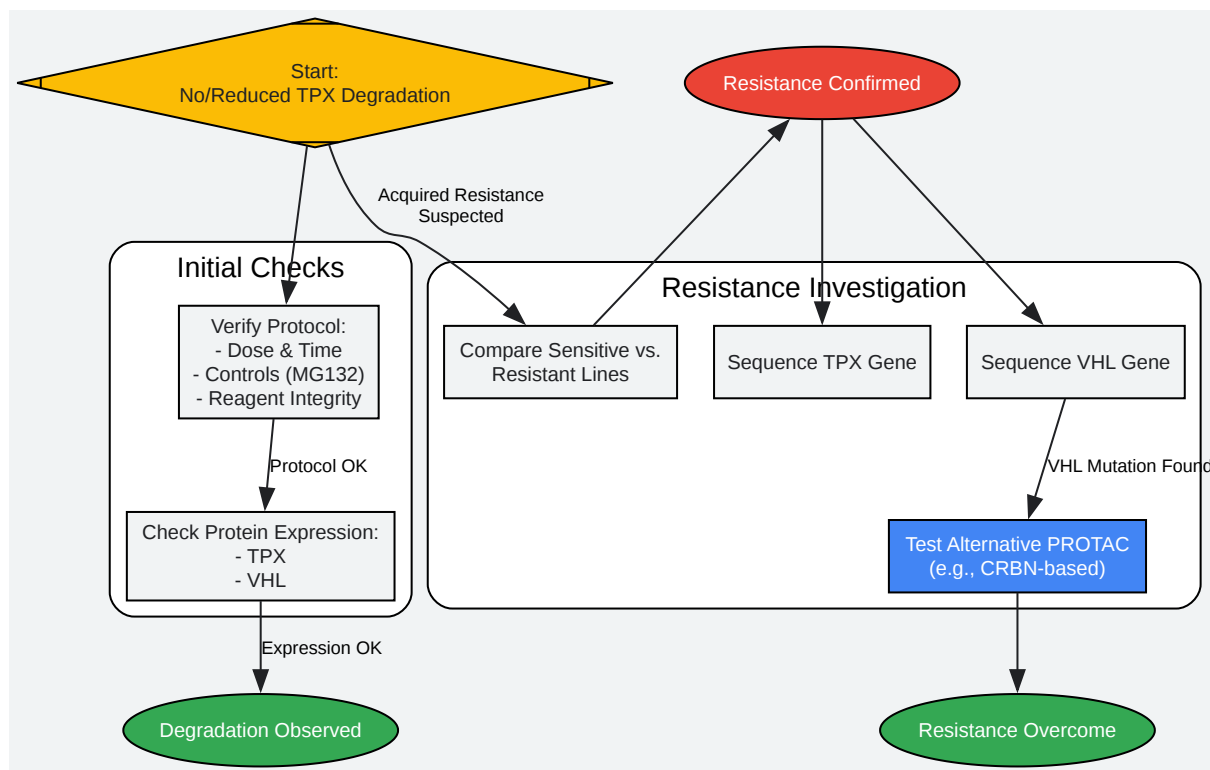 Start:
No/Reduced TPX Degradation
Resistance Confirmed
Acquired Resistance
Suspected
Initial Checks
Verify Protocol:
- Dose & Time
- Controls (MG132)
- Reagent Integrity
Protocol OK
Check Protein Expression:
- TPX
- VHL
Expression OK
Degradation Observed
Resistance Investigation
Compare Sensitive vs.
Resistant Lines
Sequence TPX Gene
Sequence VHL Gene
VHL Mutation Found
Test Alternative PROTAC
(e.g., CRBN-based)
Resistance Overcome